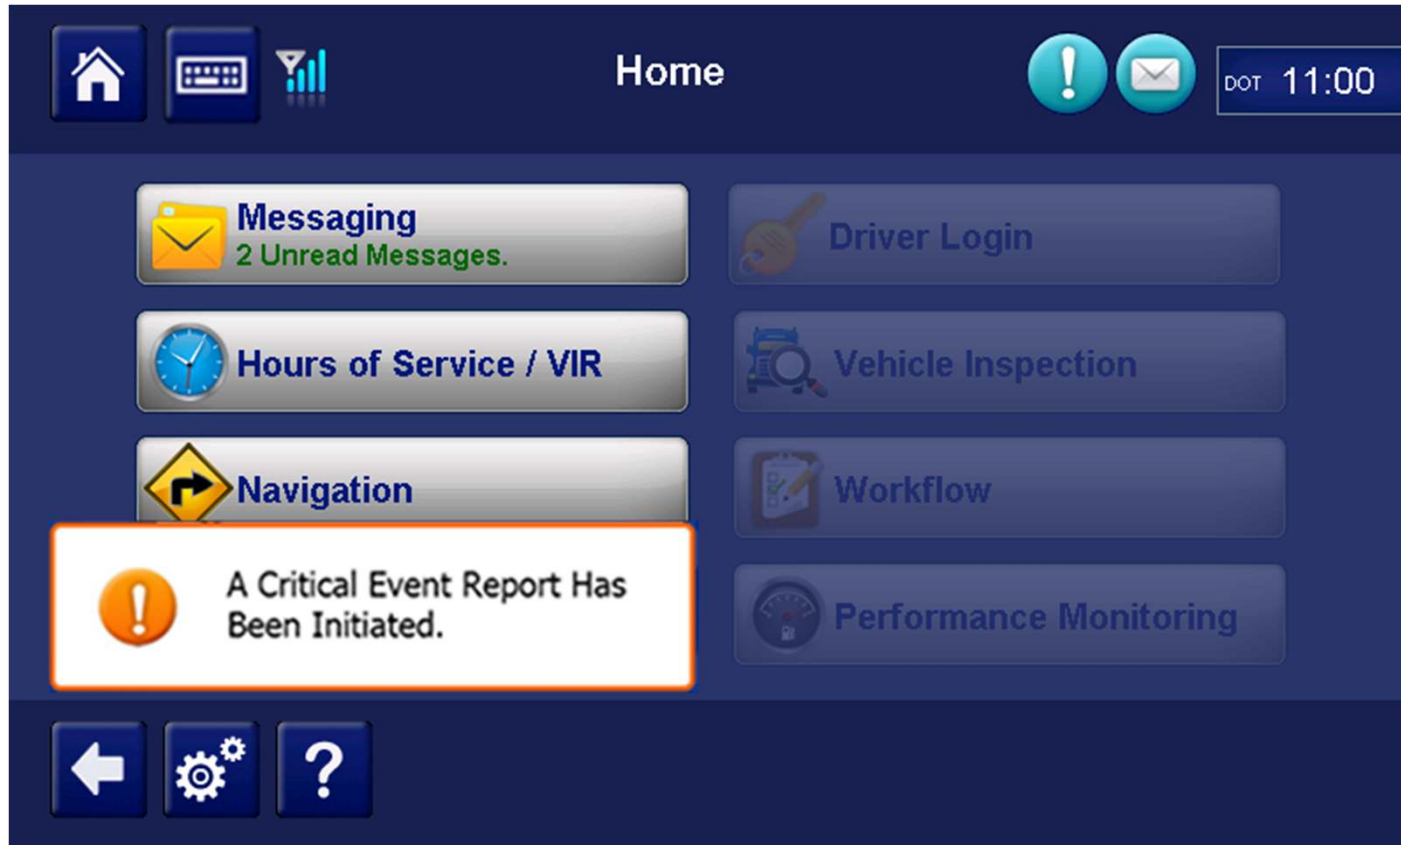 Home
DOT 11:00
Messaging
2 Unread Messages.
Driver Login
Hours of Service / VIR
Vehicle Inspection
Navigation
Workflow
A Critical Event Report Has
Been Initiated.
Performance Monitoring